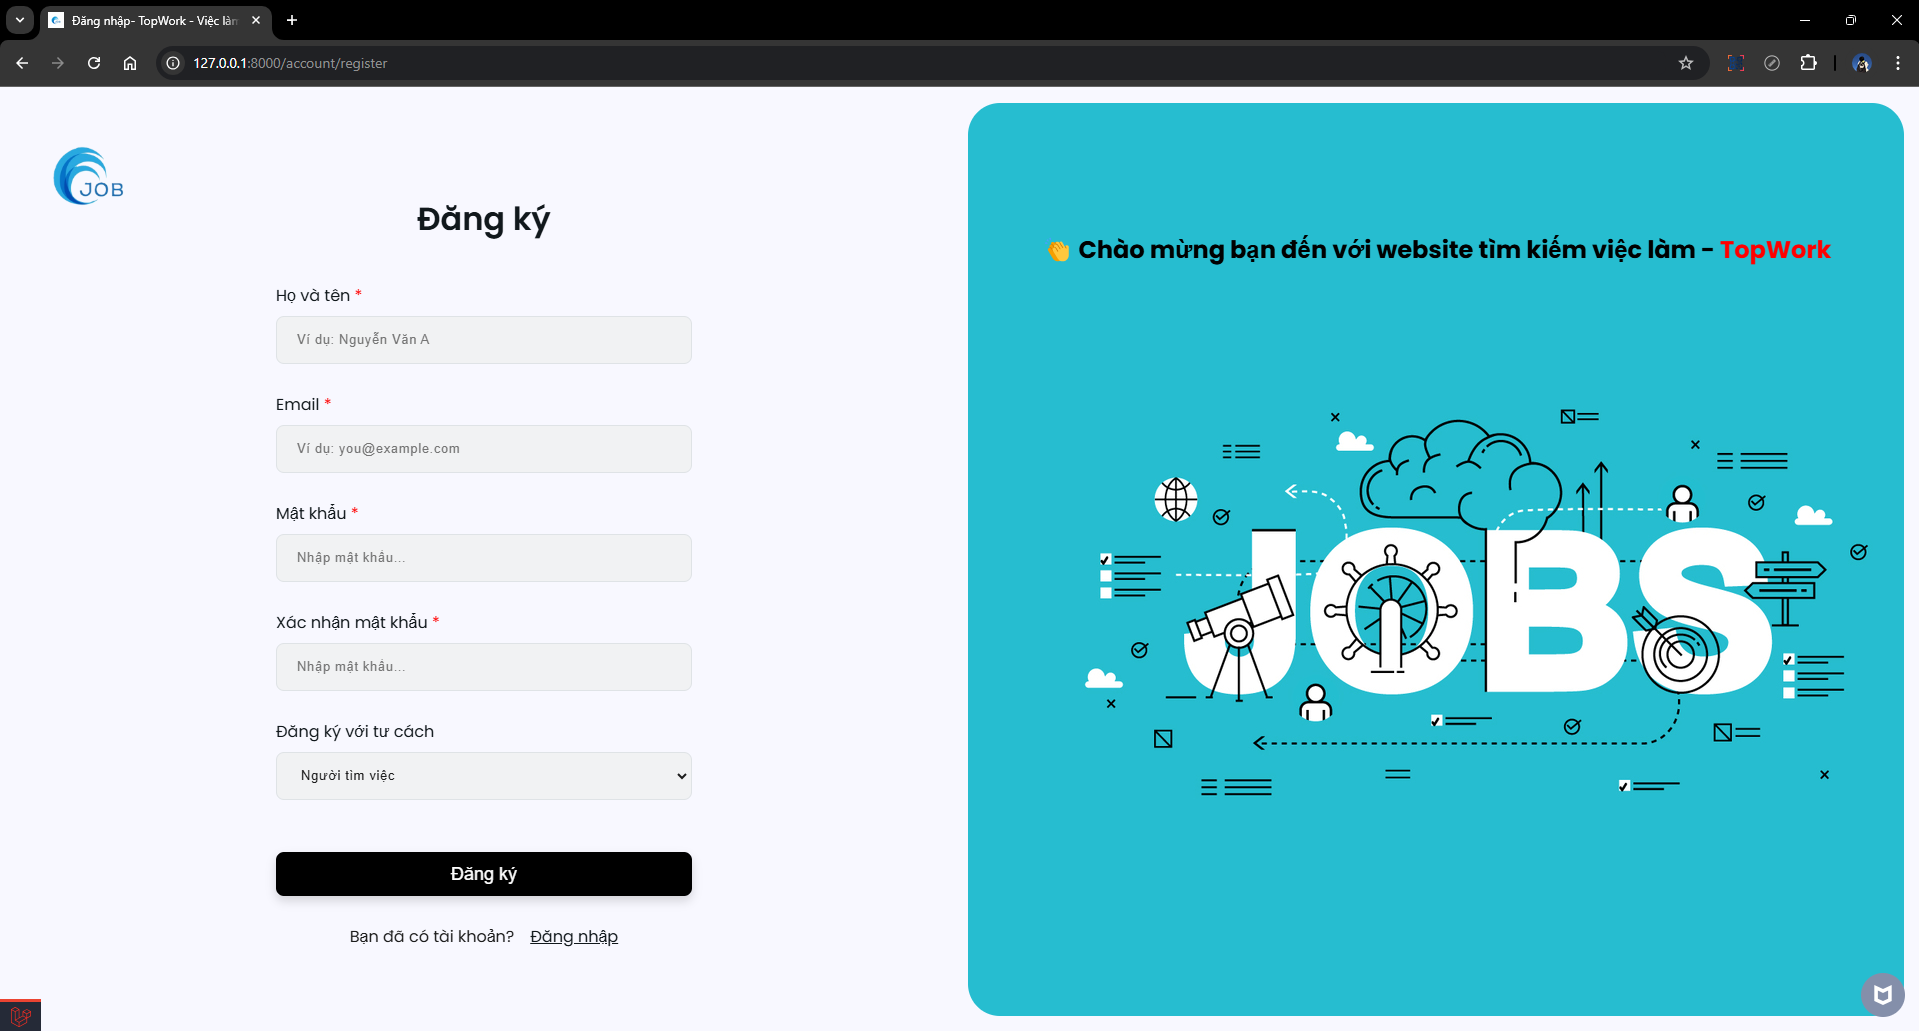 Đăng nhập- TopWork - Việc làn
127.0.0.1:8000/account/register
JOB
Đăng ký
Họ và tên *
Ví dụ: Nguyễn Văn A
Email *
Ví dụ: you@example.com
Mật khẩu *
Nhập mật khẩu...
Xác nhận mật khẩu *
Nhập mật khẩu...
Đăng ký với tư cách
Người tìm việc
Đăng ký
Bạn đã có tài khoản? Đăng nhập
👏 Chào mừng bạn đến với website tìm kiếm việc làm - TopWork
JOBS